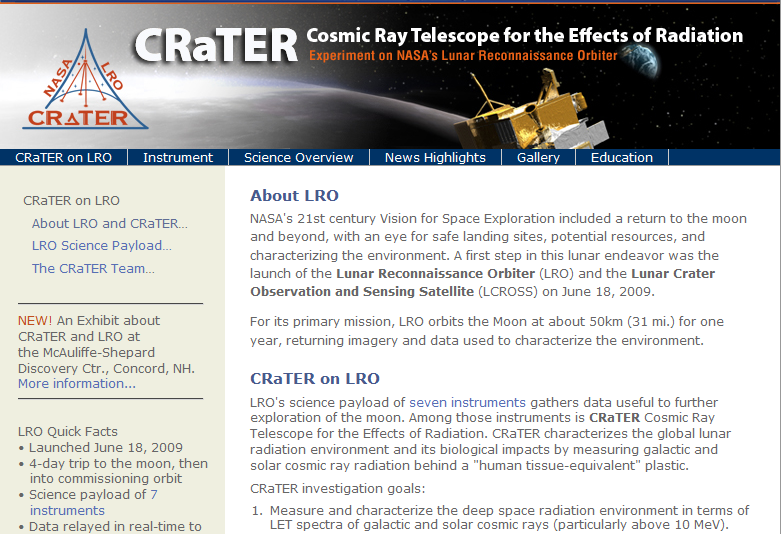 NASA
LRO
CRaTER
CRaTER Cosmic Ray Telescope for the Effects of Radiation
Experiment on NASA's Lunar Reconnaissance Orbiter
CRaTER on LRO
Instrument
Science Overview
News Highlights
Gallery
Education
CRaTER on LRO
About LRO and CRaTER...
LRO Science Payload...
The CRaTER Team...
NEW! An Exhibit about
CRaTER and LRO at
the McAuliffe-Shepard
Discovery Ctr., Concord, NH.
More information...
LRO Quick Facts
• Launched June 18, 2009
• 4-day trip to the moon, then
into commissioning orbit
• Science payload of 7
instruments
• Data relayed in real-time to
About LRO
NASA's 21st century Vision for Space Exploration included a return to the moon
and beyond, with an eye for safe landing sites, potential resources, and
characterizing the environment. A first step in this lunar endeavor was the
launch of the Lunar Reconnaissance Orbiter (LRO) and the Lunar Crater
Observation and Sensing Satellite (LCROSS) on June 18, 2009.
For its primary mission, LRO orbits the Moon at about 50km (31 mi.) for one
year, returning imagery and data used to characterize the environment.
CRaTER on LRO
LRO's science payload of seven instruments gathers data useful to further
exploration of the moon. Among those instruments is CRaTER Cosmic Ray
Telescope for the Effects of Radiation. CRaTER characterizes the global lunar
radiation environment and its biological impacts by measuring galactic and
solar cosmic ray radiation behind a "human tissue-equivalent" plastic.
CRaTER investigation goals:
1. Measure and characterize the deep space radiation environment in terms of
LET spectra of galactic and solar cosmic rays (particularly above 10 MeV).